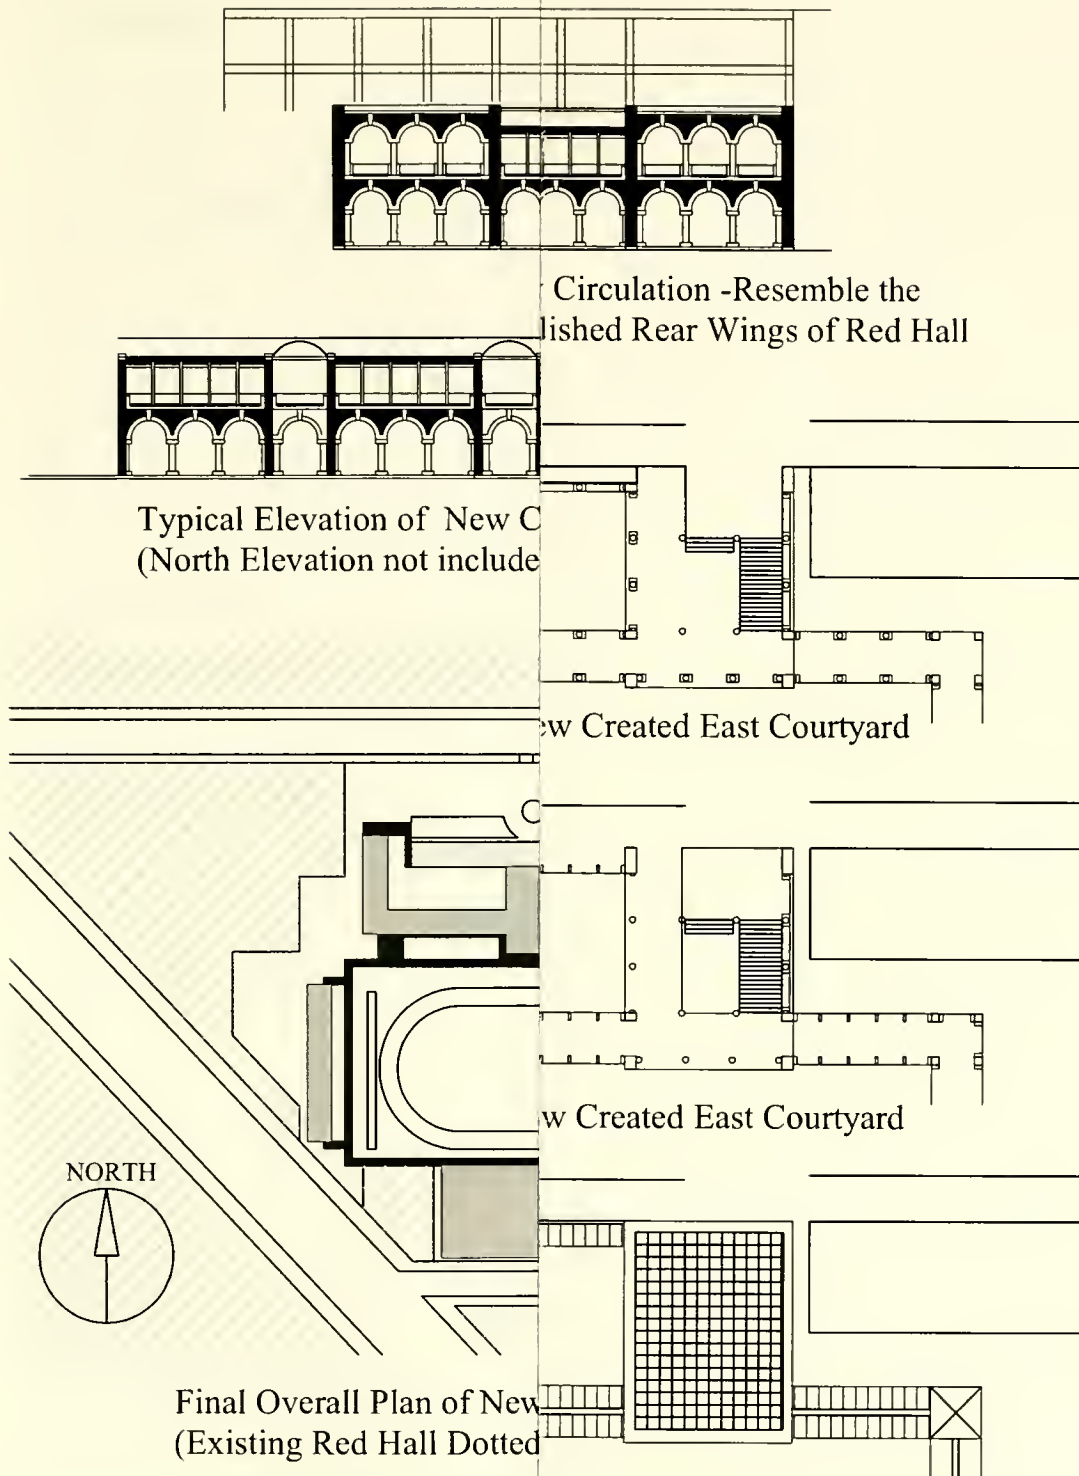 Circulation -Resemble the
lished Rear Wings of Red Hall
Typical Elevation of New C
(North Elevation not include
w Created East Courtyard
w Created East Courtyard
NORTH
Final Overall Plan of New
(Existing Red Hall Dotted